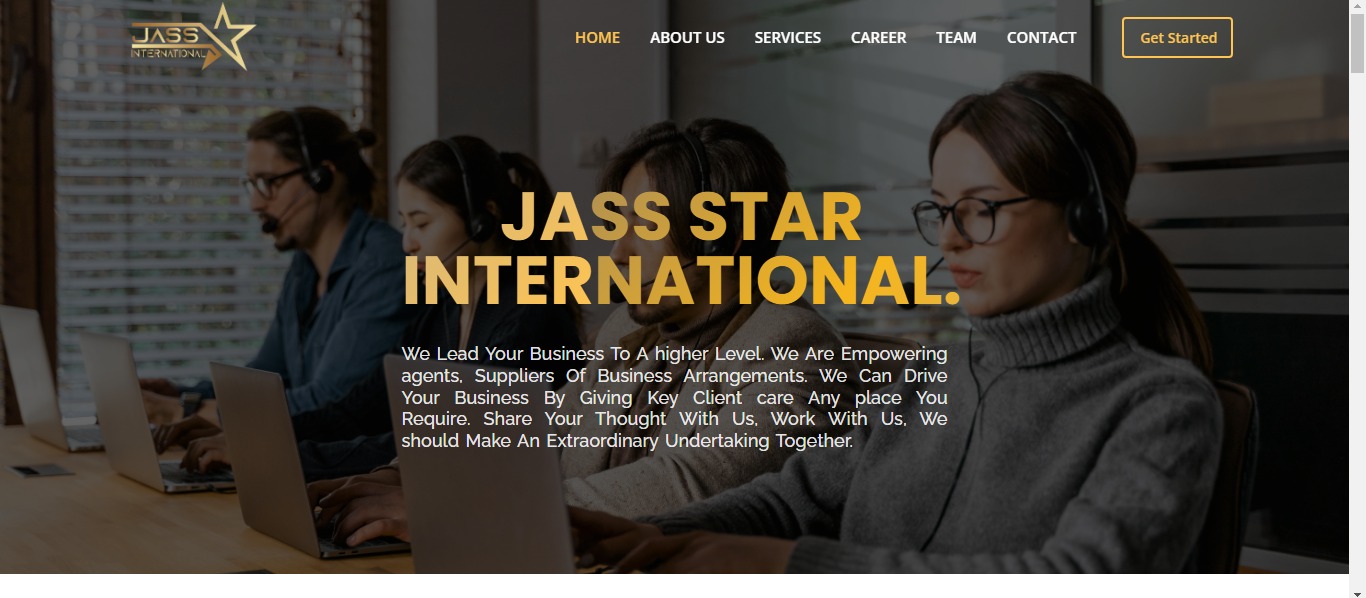 JASS
INTERNATIONAL
HOME ABOUT US SERVICES CAREER TEAM CONTACT Get Started
JASS STAR
INTERNATIONAL.
We Lead Your Business To A higher Level. We Are Empowering
agents, Suppliers Of Business Arrangements. We Can Drive
Your Business By Giving Key Client care Any place You
Require. Share Your Thought With Us, Work With Us, We
should Make An Extraordinary Undertaking Together.